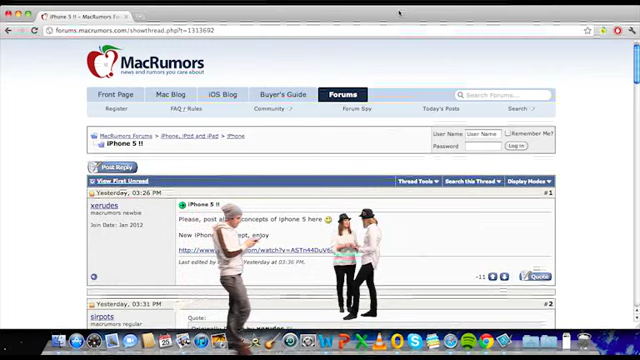 iPhone 5 !! - MacRumors Fo
forums.macrumors.com/showthread.php?t=1313692
MacRumors
news and rumors you care about
Front Page Mac Blog iOS Blog Buyer's Guide Forums Search Forums...
Register FAQ / Rules Community Forum Spy Today's Posts Search
MacRumors Forums > iPhone, iPod and iPad > iPhone
iPhone 5 !!
User Name User Name Remember Me?
Password Log in
Post Reply
View First Unread Thread Tools Search this Thread Display Modes
Yesterday, 03:26 PM #1
xerudes
macrumors newbie
Join Date: Jan 2012
iPhone 5 !!
Please, post concepts of iphone 5 here
New iPhone enjoy
http://www. com/watch?v=ASTn44DuV6
Last edited by Yesterday at 03:36 PM
-11 Quote
Yesterday, 03:31 PM #2
sirpots
macrumors regular
Quote: